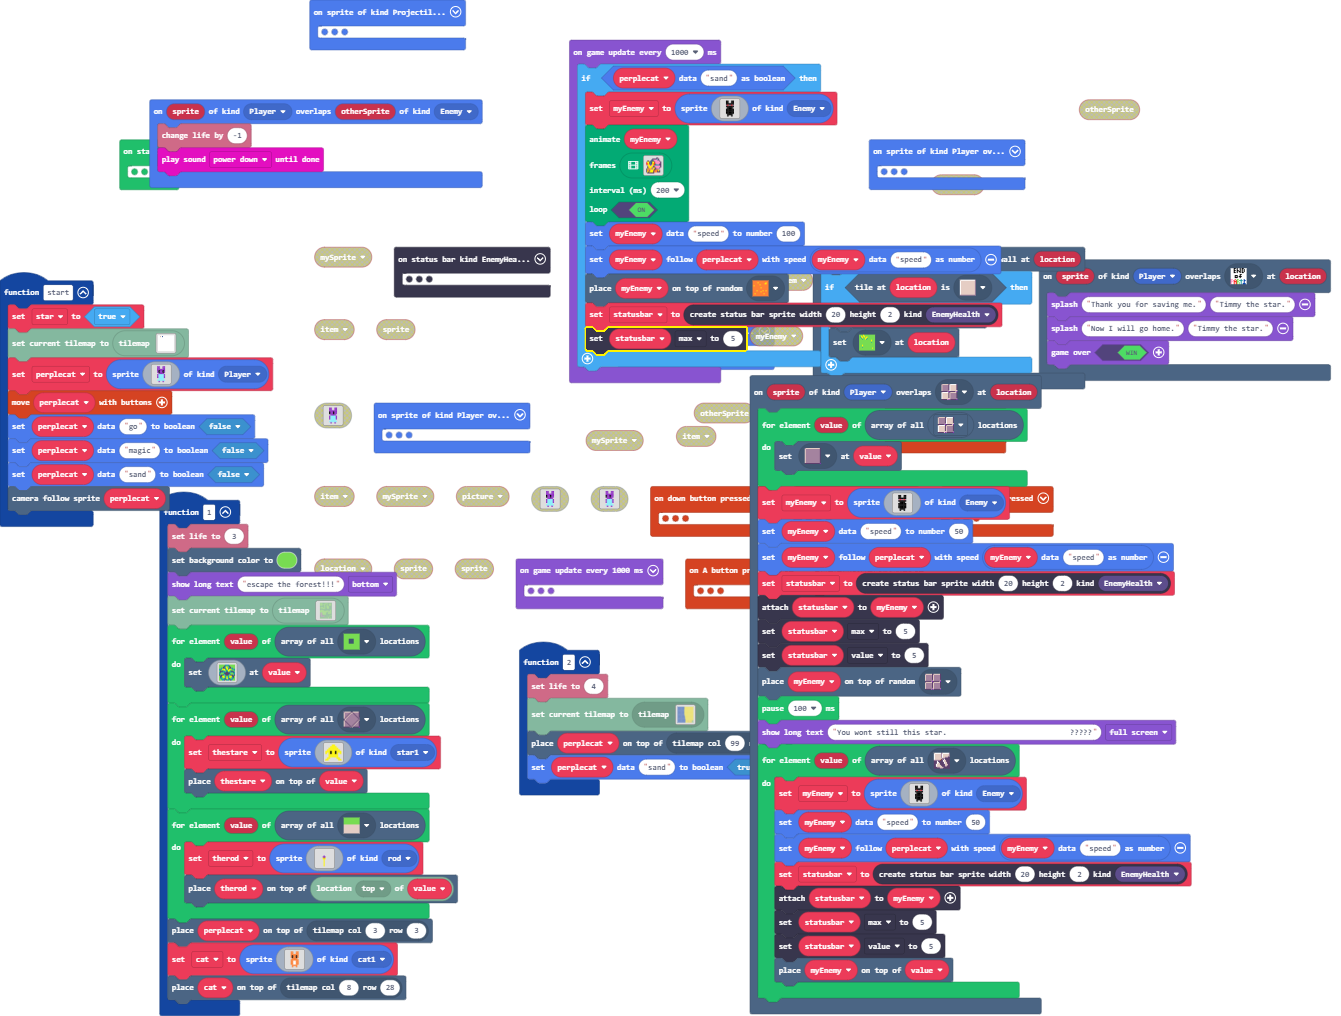 on sprite of kind Projectil...
on sprite of kind Player overlaps otherSprite of kind Enemy
change life by -1
play sound power down until done
on sta
mySprite
on status bar kind EnemyHea...
function start
set star to true
set current tilemap to tilemap
set perplecat to sprite of kind Player
move perplecat with buttons
set perplecat data "go" to boolean false
set perplecat data "magic" to boolean false
set perplecat data "sand" to boolean false
camera follow sprite perplecat
item
sprite
on sprite of kind Player ov...
item
mySprite
picture
location
sprite
sprite
function 1
set life to 3
set background color to
show long text "escape the forest!!!" bottom
set current tilemap to tilemap
for element value of array of all locations
do
set at value
for element value of array of all locations
do
set thestare to sprite of kind star1
place thestare on top of value
for element value of array of all locations
do
set therod to sprite of kind rod
place therod on top of location top of value
place perplecat on top of tilemap col 3 row 3
set cat to sprite of kind cat1
place cat on top of tilemap col 8 row 28
on game update every 1000 ms
if perplecat data "sand" as boolean then
set myEnemy to sprite of kind Enemy
animate myEnemy
frames
interval (ms) 200
loop ON
set myEnemy data "speed" to number 100
set myEnemy follow perplecat with speed myEnemy data "speed" as number
place myEnemy on top of random
set statusbar to create status bar sprite width 20 height 2 kind EnemyHealth
set statusbar max to 5
myEnemy
mySprite
otherSprite
item
on down button pressed
essed
on game update every 1000 ms
on A button pr
function 2
set life to 4
set current tilemap to tilemap
place perplecat on top of tilemap col 99
set perplecat data "sand" to boolean tru
otherSprite
on sprite of kind Player ov...
wall at location
if tile at location is then
set at location
on sprite of kind Player overlaps at location
splash "Thank you for saving me." "Timmy the star."
splash "Now I will go home." "Timmy the star."
game over WIN
on sprite of kind Player overlaps at location
for element value of array of all locations
do
set at value
set myEnemy to sprite of kind Enemy
set myEnemy data "speed" to number 50
set myEnemy follow perplecat with speed myEnemy data "speed" as number
set statusbar to create status bar sprite width 20 height 2 kind EnemyHealth
attach statusbar to myEnemy
set statusbar max to 5
set statusbar value to 5
place myEnemy on top of random
pause 100 ms
show long text "You wont still this star. ?????" full screen
for element value of array of all locations
do
set myEnemy to sprite of kind Enemy
set myEnemy data "speed" to number 50
set myEnemy follow perplecat with speed myEnemy data "speed" as number
set statusbar to create status bar sprite width 20 height 2 kind EnemyHealth
attach statusbar to myEnemy
set statusbar max to 5
set statusbar value to 5
place myEnemy on top of value